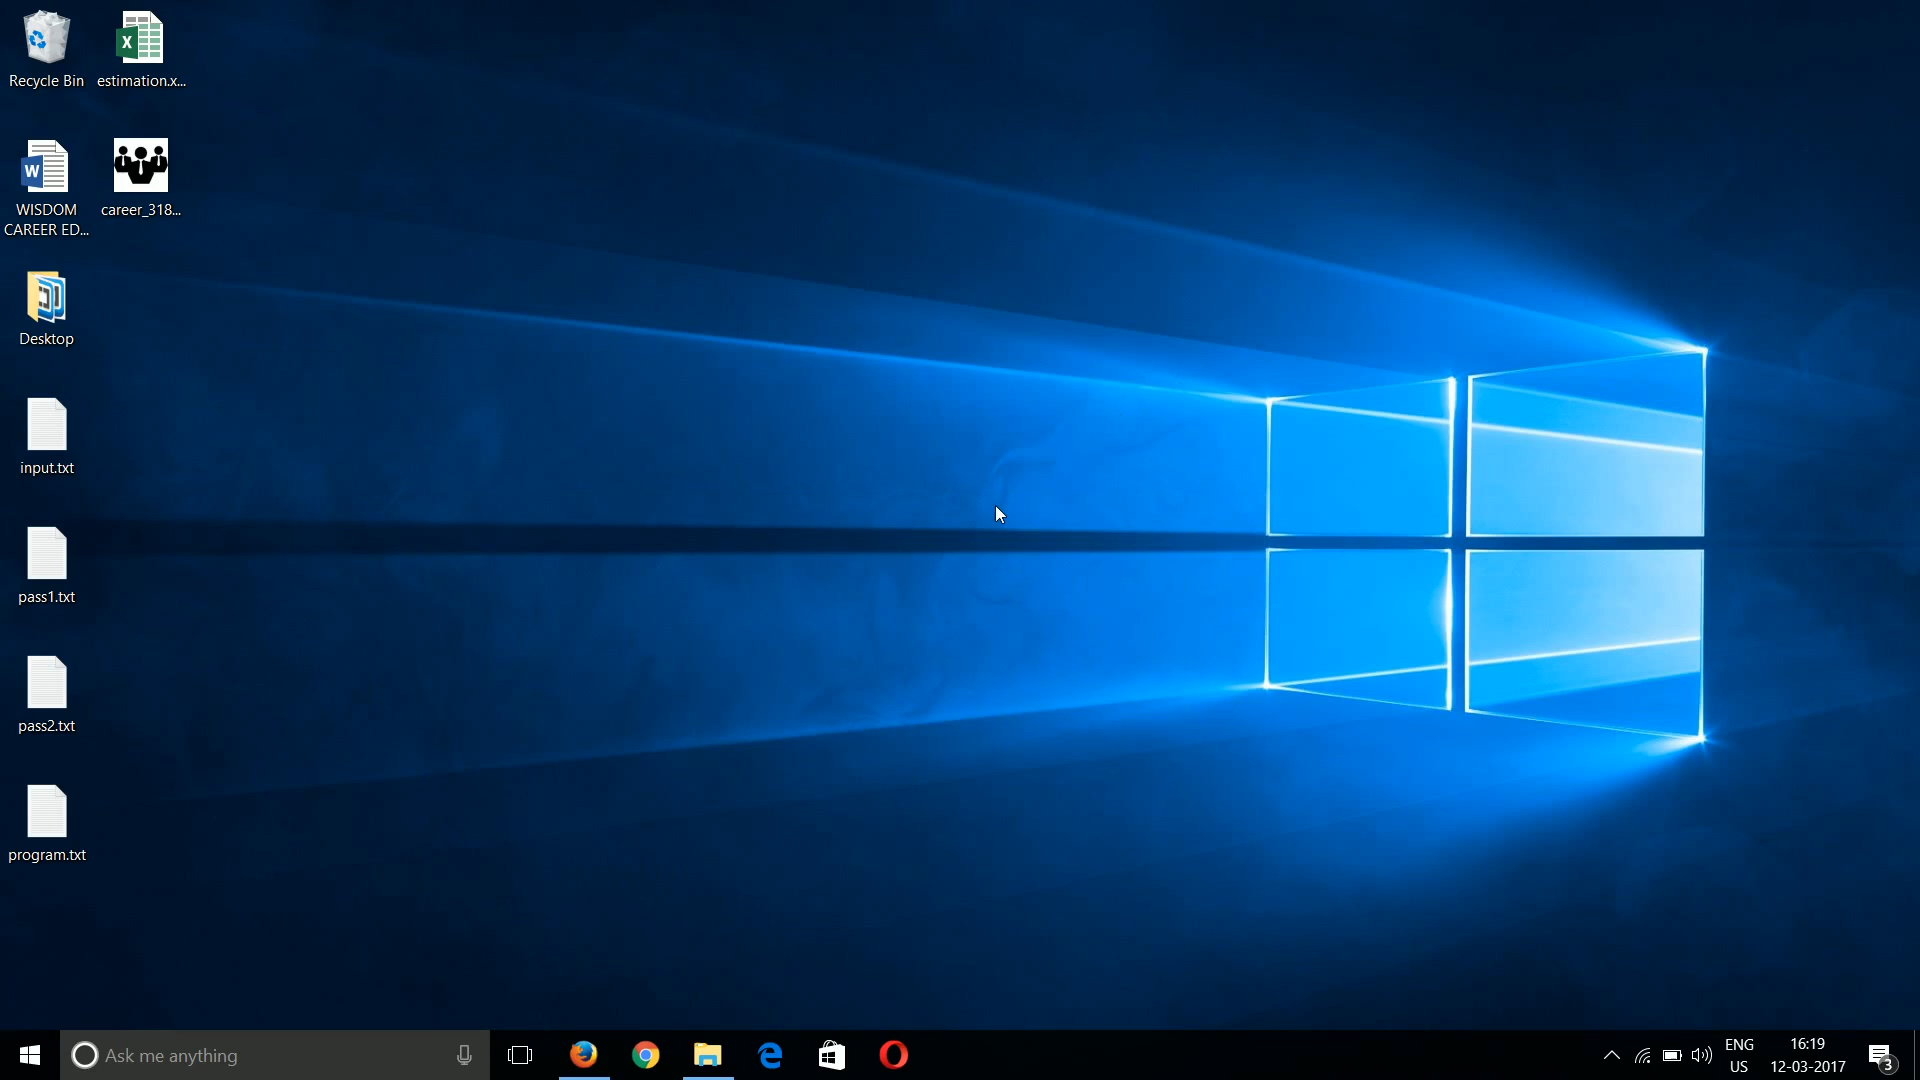 Recycle Bin
estimation.x...
WISDOM
CAREER ED...
career_318...
Desktop
input.txt
pass1.txt
pass2.txt
program.txt
Ask me anything
ENG
US
16:19
12-03-2017
3